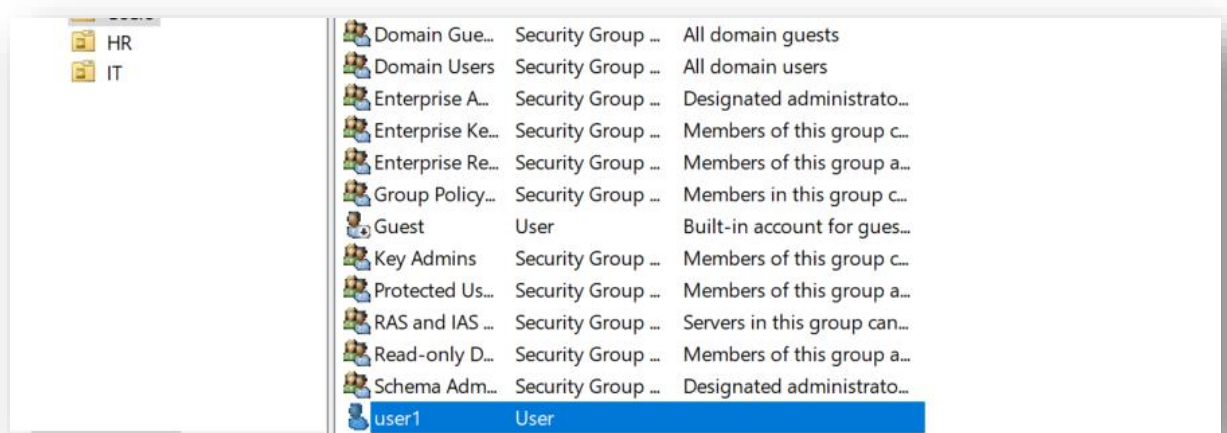 HR
IT
Domain Gue... Security Group ... All domain guests
Domain Users Security Group ... All domain users
Enterprise A... Security Group ... Designated administrato...
Enterprise Ke... Security Group ... Members of this group c...
Enterprise Re... Security Group ... Members of this group a...
Group Policy... Security Group ... Members in this group c...
Guest User Built-in account for gues...
Key Admins Security Group ... Members of this group c...
Protected Us... Security Group ... Members of this group a...
RAS and IAS ... Security Group ... Servers in this group can...
Read-only D... Security Group ... Members of this group a...
Schema Adm... Security Group ... Designated administrato...
user1 User